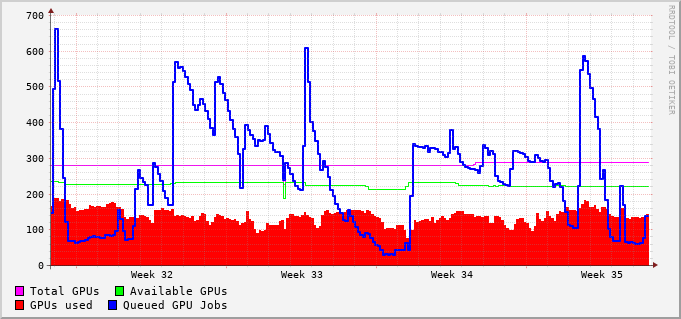 700
600
500
400
300
200
100
0
Week 32 Week 33 Week 34 Week 35
Total GPUs Available GPUs
GPUs used Queued GPU Jobs
RRDTOOL / TOBI OETIKER